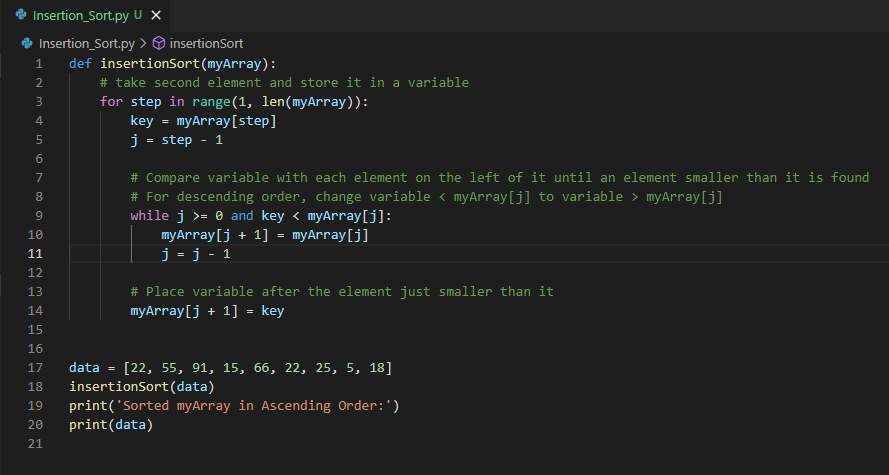 Insertion_Sort.py U ×
Insertion_Sort.py > insertionSort
1 def insertionSort(myArray):
2     # take second element and store it in a variable
3     for step in range(1, len(myArray)):
4         key = myArray[step]
5         j = step - 1
6
7         # Compare variable with each element on the left of it until an element smaller than it is found
8         # For descending order, change variable < myArray[j] to variable > myArray[j]
9         while j >= 0 and key < myArray[j]:
10             myArray[j + 1] = myArray[j]
11             j = j - 1
12
13         # Place variable after the element just smaller than it
14         myArray[j + 1] = key
15
16
17 data = [22, 55, 91, 15, 66, 22, 25, 5, 18]
18 insertionSort(data)
19 print('Sorted myArray in Ascending Order:')
20 print(data)
21